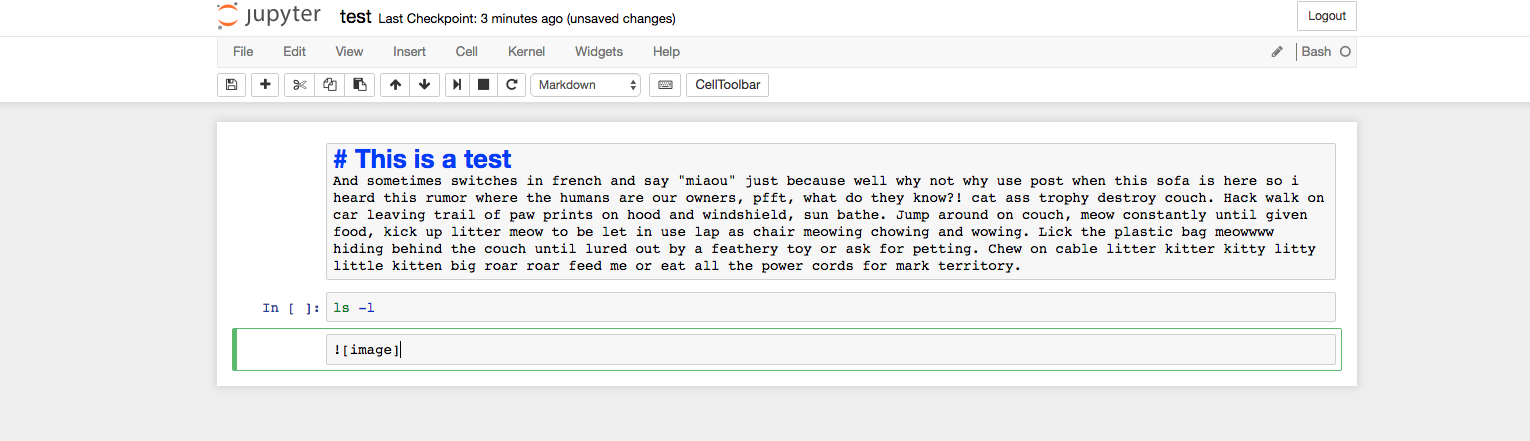 jupyter test Last Checkpoint: 3 minutes ago (unsaved changes)
Logout
File Edit View Insert Cell Kernel Widgets Help
Bash
Markdown
CellToolbar
# This is a test
And sometimes switches in french and say "miaou" just because well why not why use post when this sofa is here so i
heard this rumor where the humans are our owners, pfft, what do they know?! cat ass trophy destroy couch. Hack walk on
car leaving trail of paw prints on hood and windshield, sun bathe. Jump around on couch, meow constantly until given
food, kick up litter meow to be let in use lap as chair meowing chowing and wowing. Lick the plastic bag meowwww
hiding behind the couch until lured out by a feathery toy or ask for petting. Chew on cable litter kitter kitty litty
little kitten big roar roar feed me or eat all the power cords for mark territory.
In [ ]: ls -l
![image]